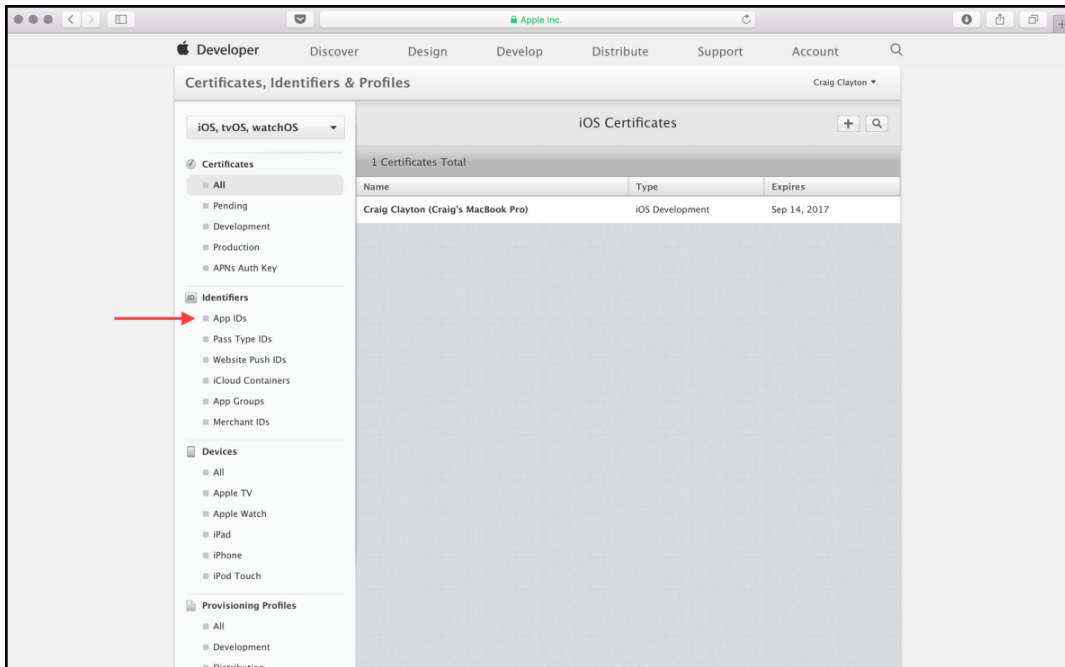 Apple Inc.
Developer Discover Design Develop Distribute Support Account
Certificates, Identifiers & Profiles Craig Clayton
iOS, tvOS, watchOS
iOS Certificates
Certificates
1 Certificates Total
All
Name Type Expires
Pending
Craig Clayton (Craig's MacBook Pro) iOS Development Sep 14, 2017
Development
Production
APNs Auth Key
ID Identifiers
App IDs
Pass Type IDs
Website Push IDs
iCloud Containers
App Groups
Merchant IDs
Devices
All
Apple TV
Apple Watch
iPad
iPhone
iPod Touch
Provisioning Profiles
All
Development
Distribution